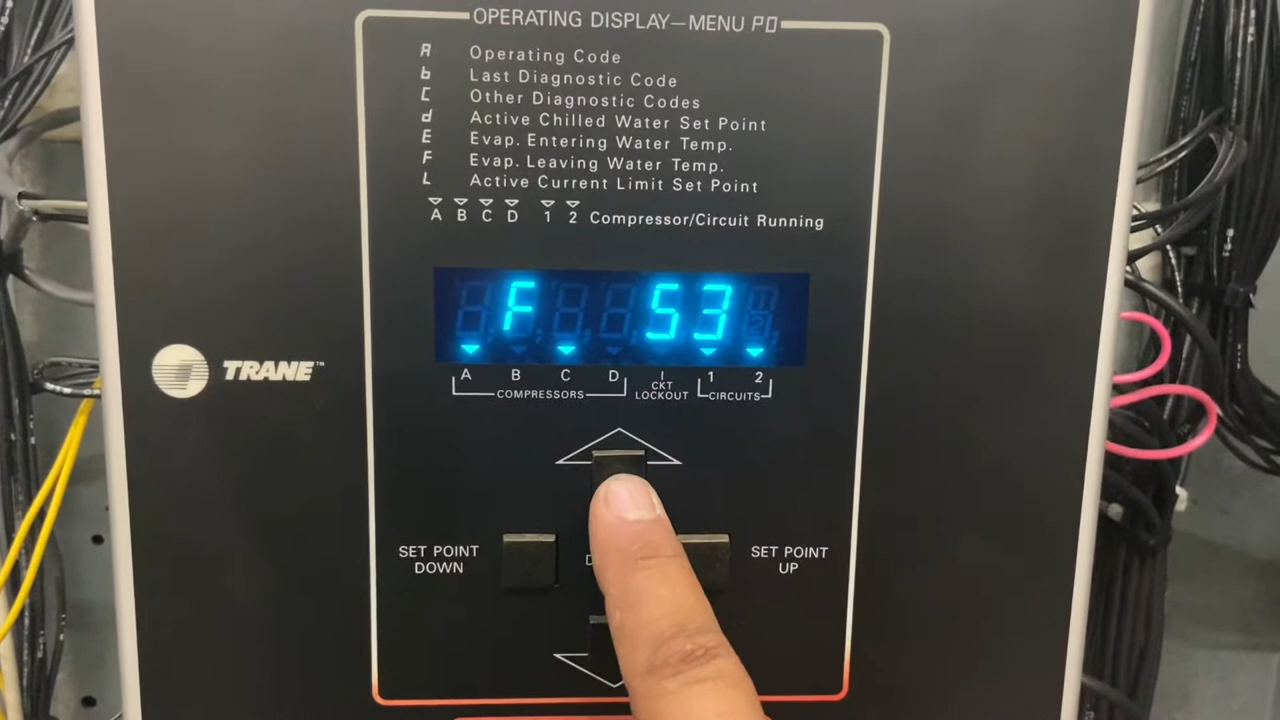 OPERATING DISPLAY—MENU P0
A Operating Code
b Last Diagnostic Code
C Other Diagnostic Codes
d Active Chilled Water Set Point
E Evap. Entering Water Temp.
F Evap. Leaving Water Temp.
L Active Current Limit Set Point
A B C D 1 2 Compressor/Circuit Running
F 53
TRANE™
A B C D 1 2
CKT
COMPRESSORS LOCKOUT CIRCUITS
SET POINT
DOWN
SET POINT
UP